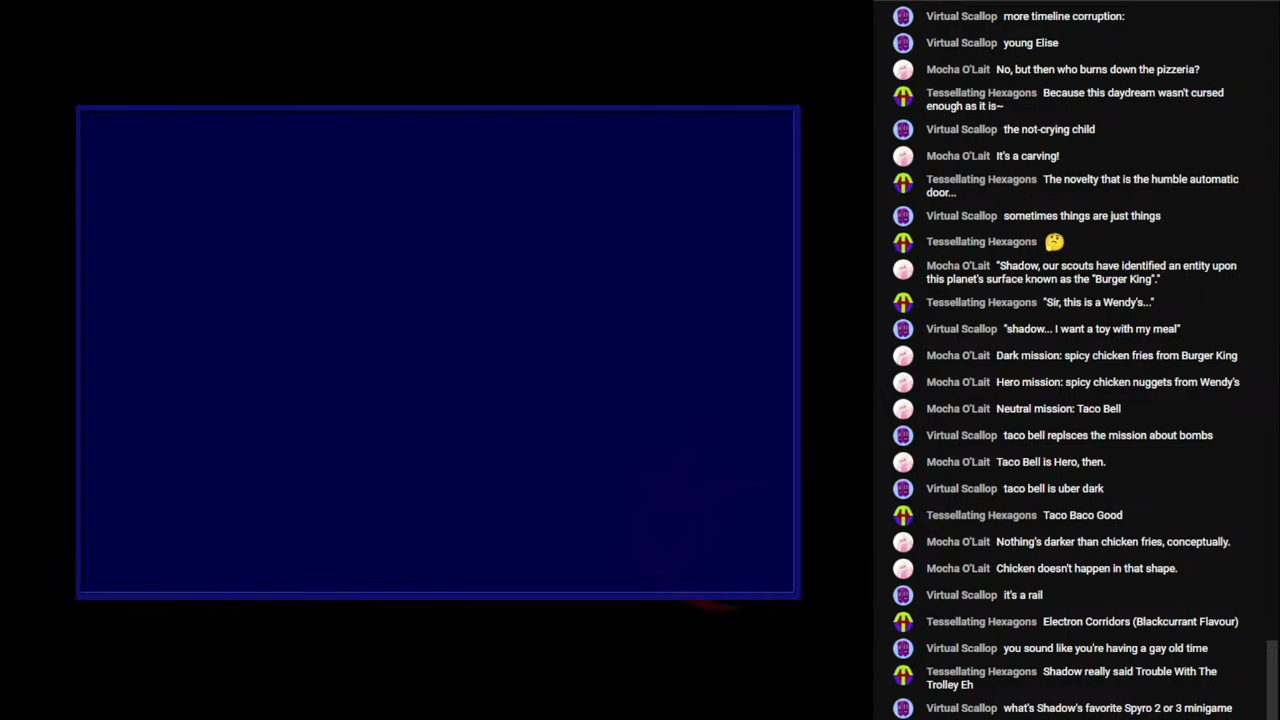 Virtual Scallop more timeline corruption:
Virtual Scallop young Elise
Mocha O'Lait No, but then who burns down the pizzeria?
Tessellating Hexagons Because this daydream wasn't cursed
enough as it is~
Virtual Scallop the not-crying child
Mocha O'Lait It's a carving!
Tessellating Hexagons The novelty that is the humble automatic
door...
Virtual Scallop sometimes things are just things
Tessellating Hexagons 🤔
Mocha O'Lait "Shadow, our scouts have identified an entity upon
this planet's surface known as the "Burger King"."
Tessellating Hexagons "Sir, this is a Wendy's..."
Virtual Scallop "shadow... I want a toy with my meal"
Mocha O'Lait Dark mission: spicy chicken fries from Burger King
Mocha O'Lait Hero mission: spicy chicken nuggets from Wendy's
Mocha O'Lait Neutral mission: Taco Bell
Virtual Scallop taco bell replsces the mission about bombs
Mocha O'Lait Taco Bell is Hero, then.
Virtual Scallop taco bell is uber dark
Tessellating Hexagons Taco Baco Good
Mocha O'Lait Nothing's darker than chicken fries, conceptually.
Mocha O'Lait Chicken doesn't happen in that shape.
Virtual Scallop it's a rail
Tessellating Hexagons Electron Corridors (Blackcurrant Flavour)
Virtual Scallop you sound like you're having a gay old time
Tessellating Hexagons Shadow really said Trouble With The
Trolley Eh
Virtual Scallop what's Shadow's favorite Spyro 2 or 3 minigame